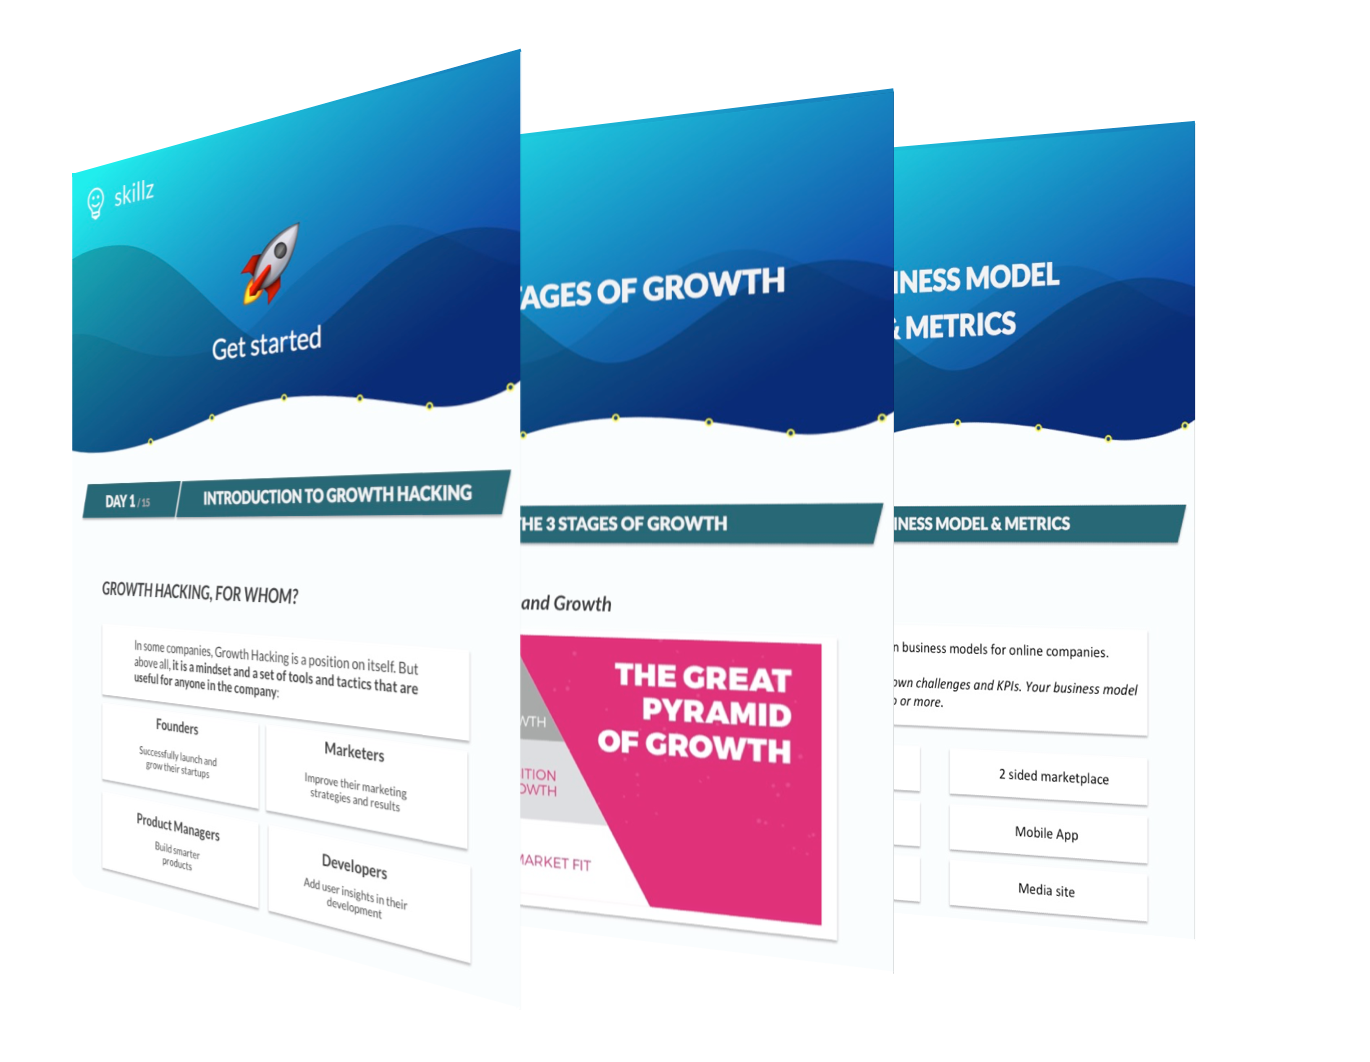 skillz
Get started
DAY 1 / 15
INTRODUCTION TO GROWTH HACKING
GROWTH HACKING, FOR WHOM?
In some companies, Growth Hacking is a position on itself. But
above all, it is a mindset and a set of tools and tactics that are
useful for anyone in the company:
Founders
Successfully launch and
grow their startups
Marketers
Improve their marketing
strategies and results
Product Managers
Build smarter
products
Developers
Add user insights in their
development
AGES OF GROWTH
HE 3 STAGES OF GROWTH
and Growth
THE GREAT
PYRAMID
OF GROWTH
WTH
ITION
OWTH
MARKET FIT
INESS MODEL
& METRICS
INESS MODEL & METRICS
n business models for online companies.
own challenges and KPIs. Your business model
or more.
2 sided marketplace
Mobile App
Media site